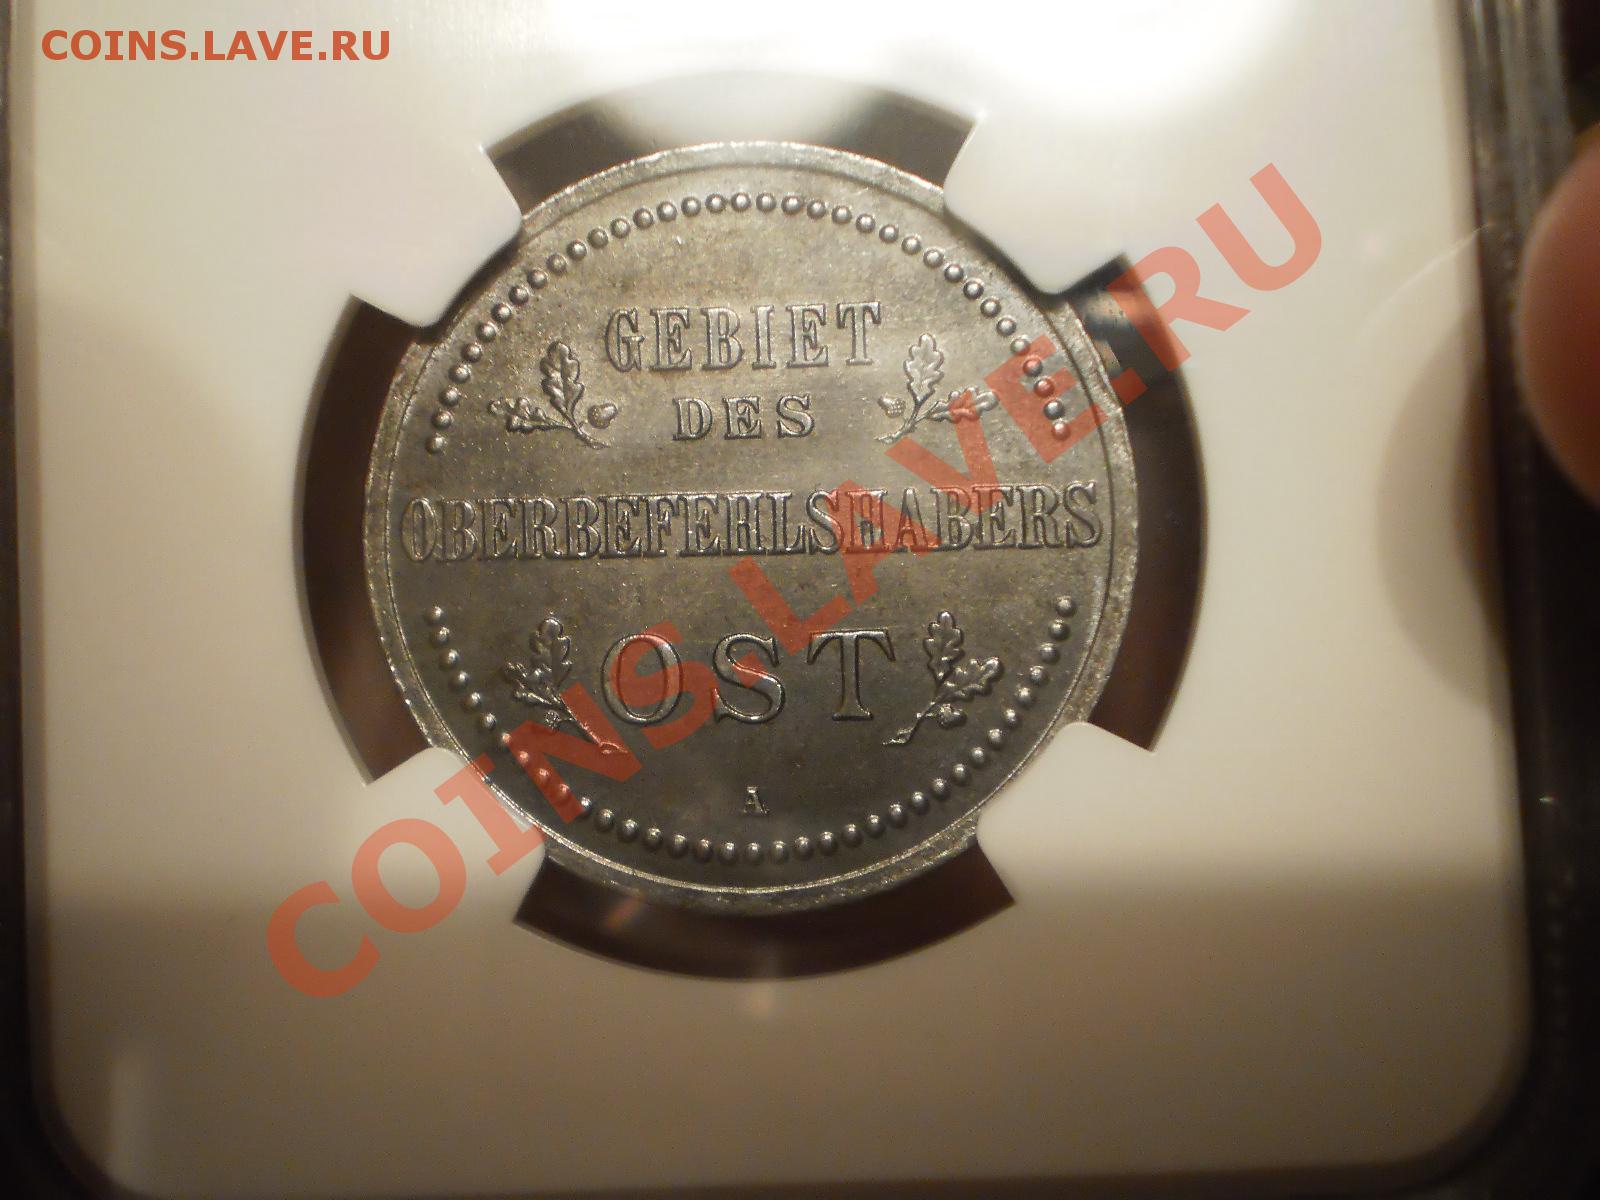 COINS.LAVE.RU
GEBIET
DES
OBERBEFEHLSHABERS
OST
A
COINS.LAVE.RU